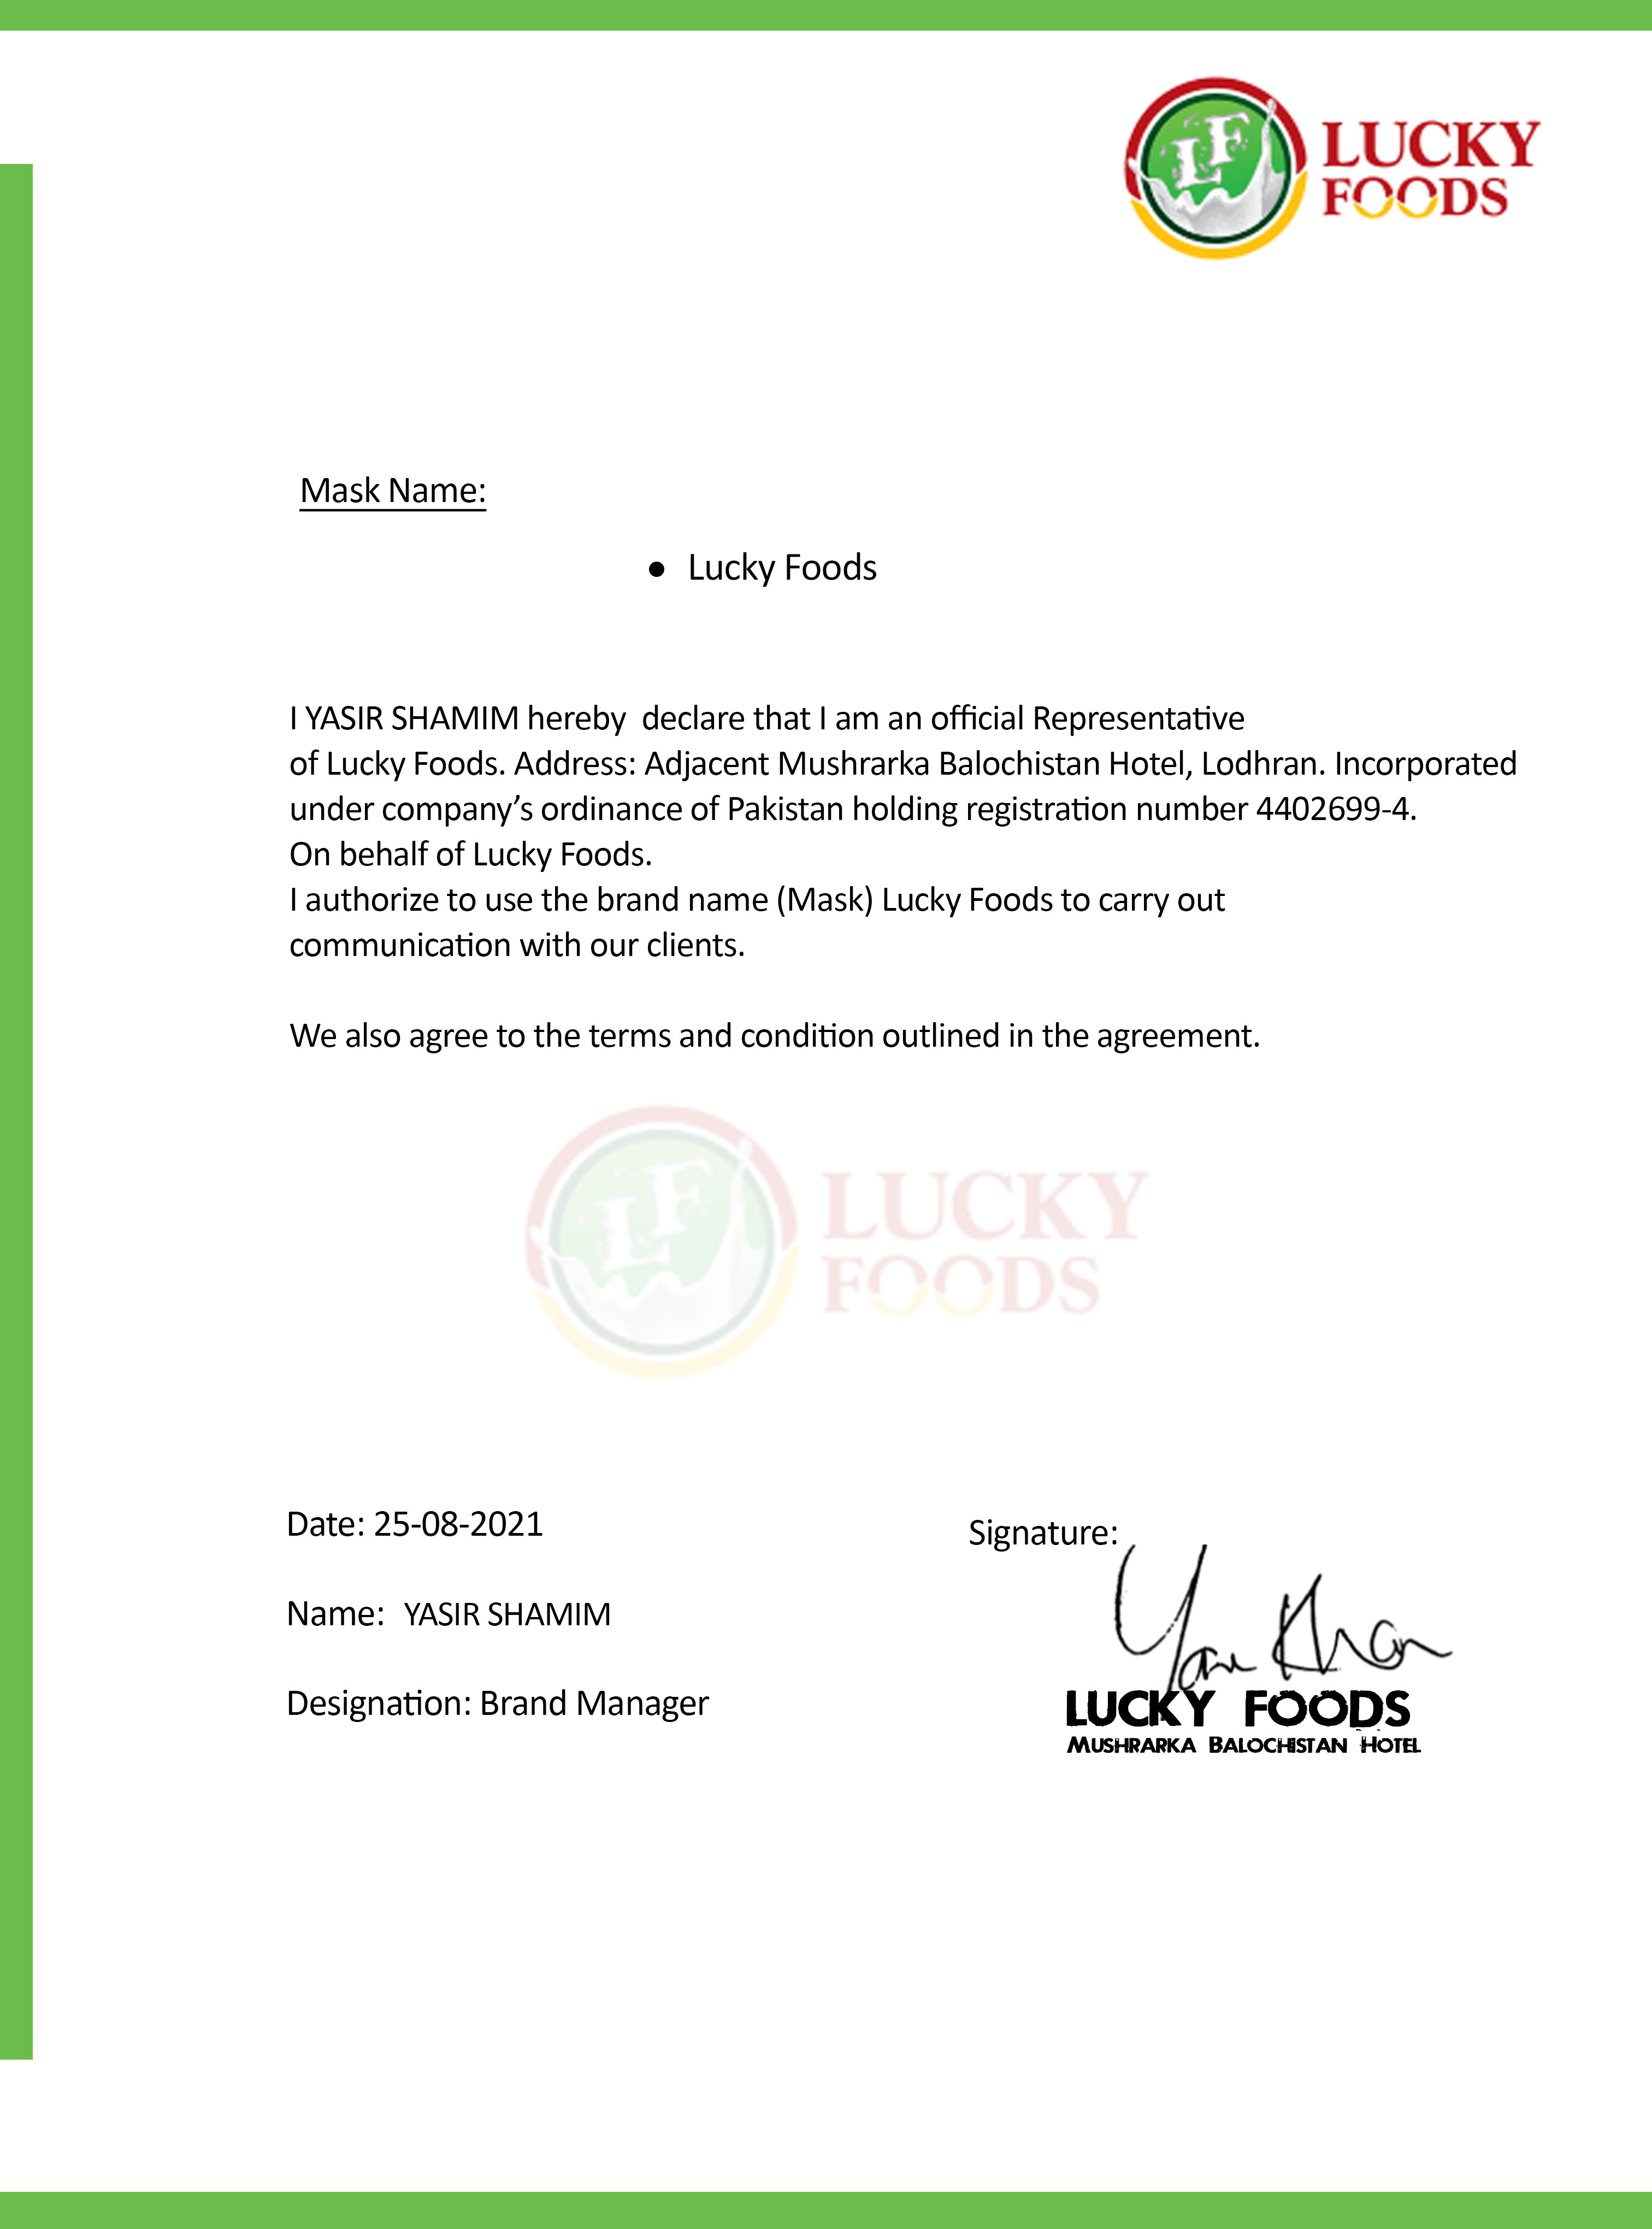 LF
LUCKY
FOODS
Mask Name:
• Lucky Foods
I YASIR SHAMIM hereby  declare that I am an official Representative
of Lucky Foods. Address: Adjacent Mushrarka Balochistan Hotel, Lodhran. Incorporated
under company’s ordinance of Pakistan holding registration number 4402699-4.
On behalf of Lucky Foods.
I authorize to use the brand name (Mask) Lucky Foods to carry out
communication with our clients.
We also agree to the terms and condition outlined in the agreement.
LF
LUCKY
FOODS
Date: 25-08-2021
Signature:
Name: YASIR SHAMIM
Khan
Designation: Brand Manager
LUCKY FOODS
MUSHRARKA BALOCHISTAN HOTEL